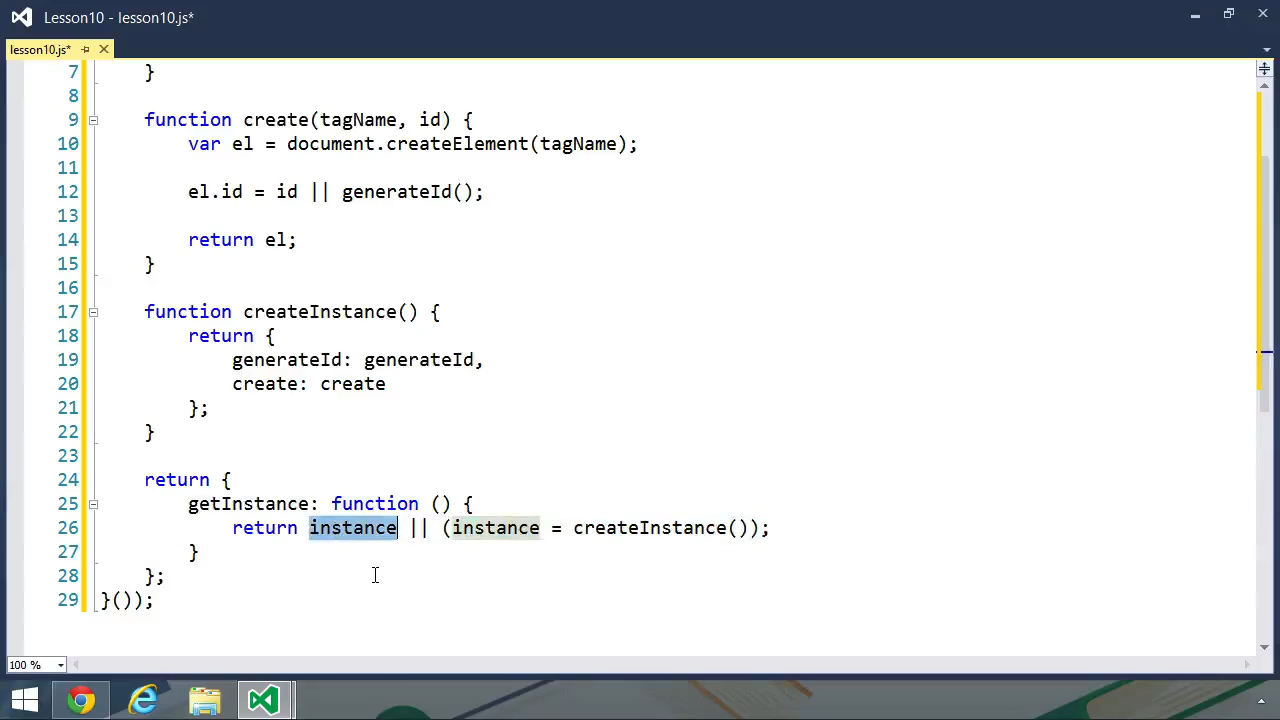 Lesson10 - lesson10.js*
lesson10.js*
7 }
8
9 function create(tagName, id) {
10 var el = document.createElement(tagName);
11
12 el.id = id || generateId();
13
14 return el;
15 }
16
17 function createInstance() {
18 return {
19 generateId: generateId,
20 create: create
21 };
22 }
23
24 return {
25 getInstance: function () {
26 return instance || (instance = createInstance());
27 }
28 };
29 }());
100 %